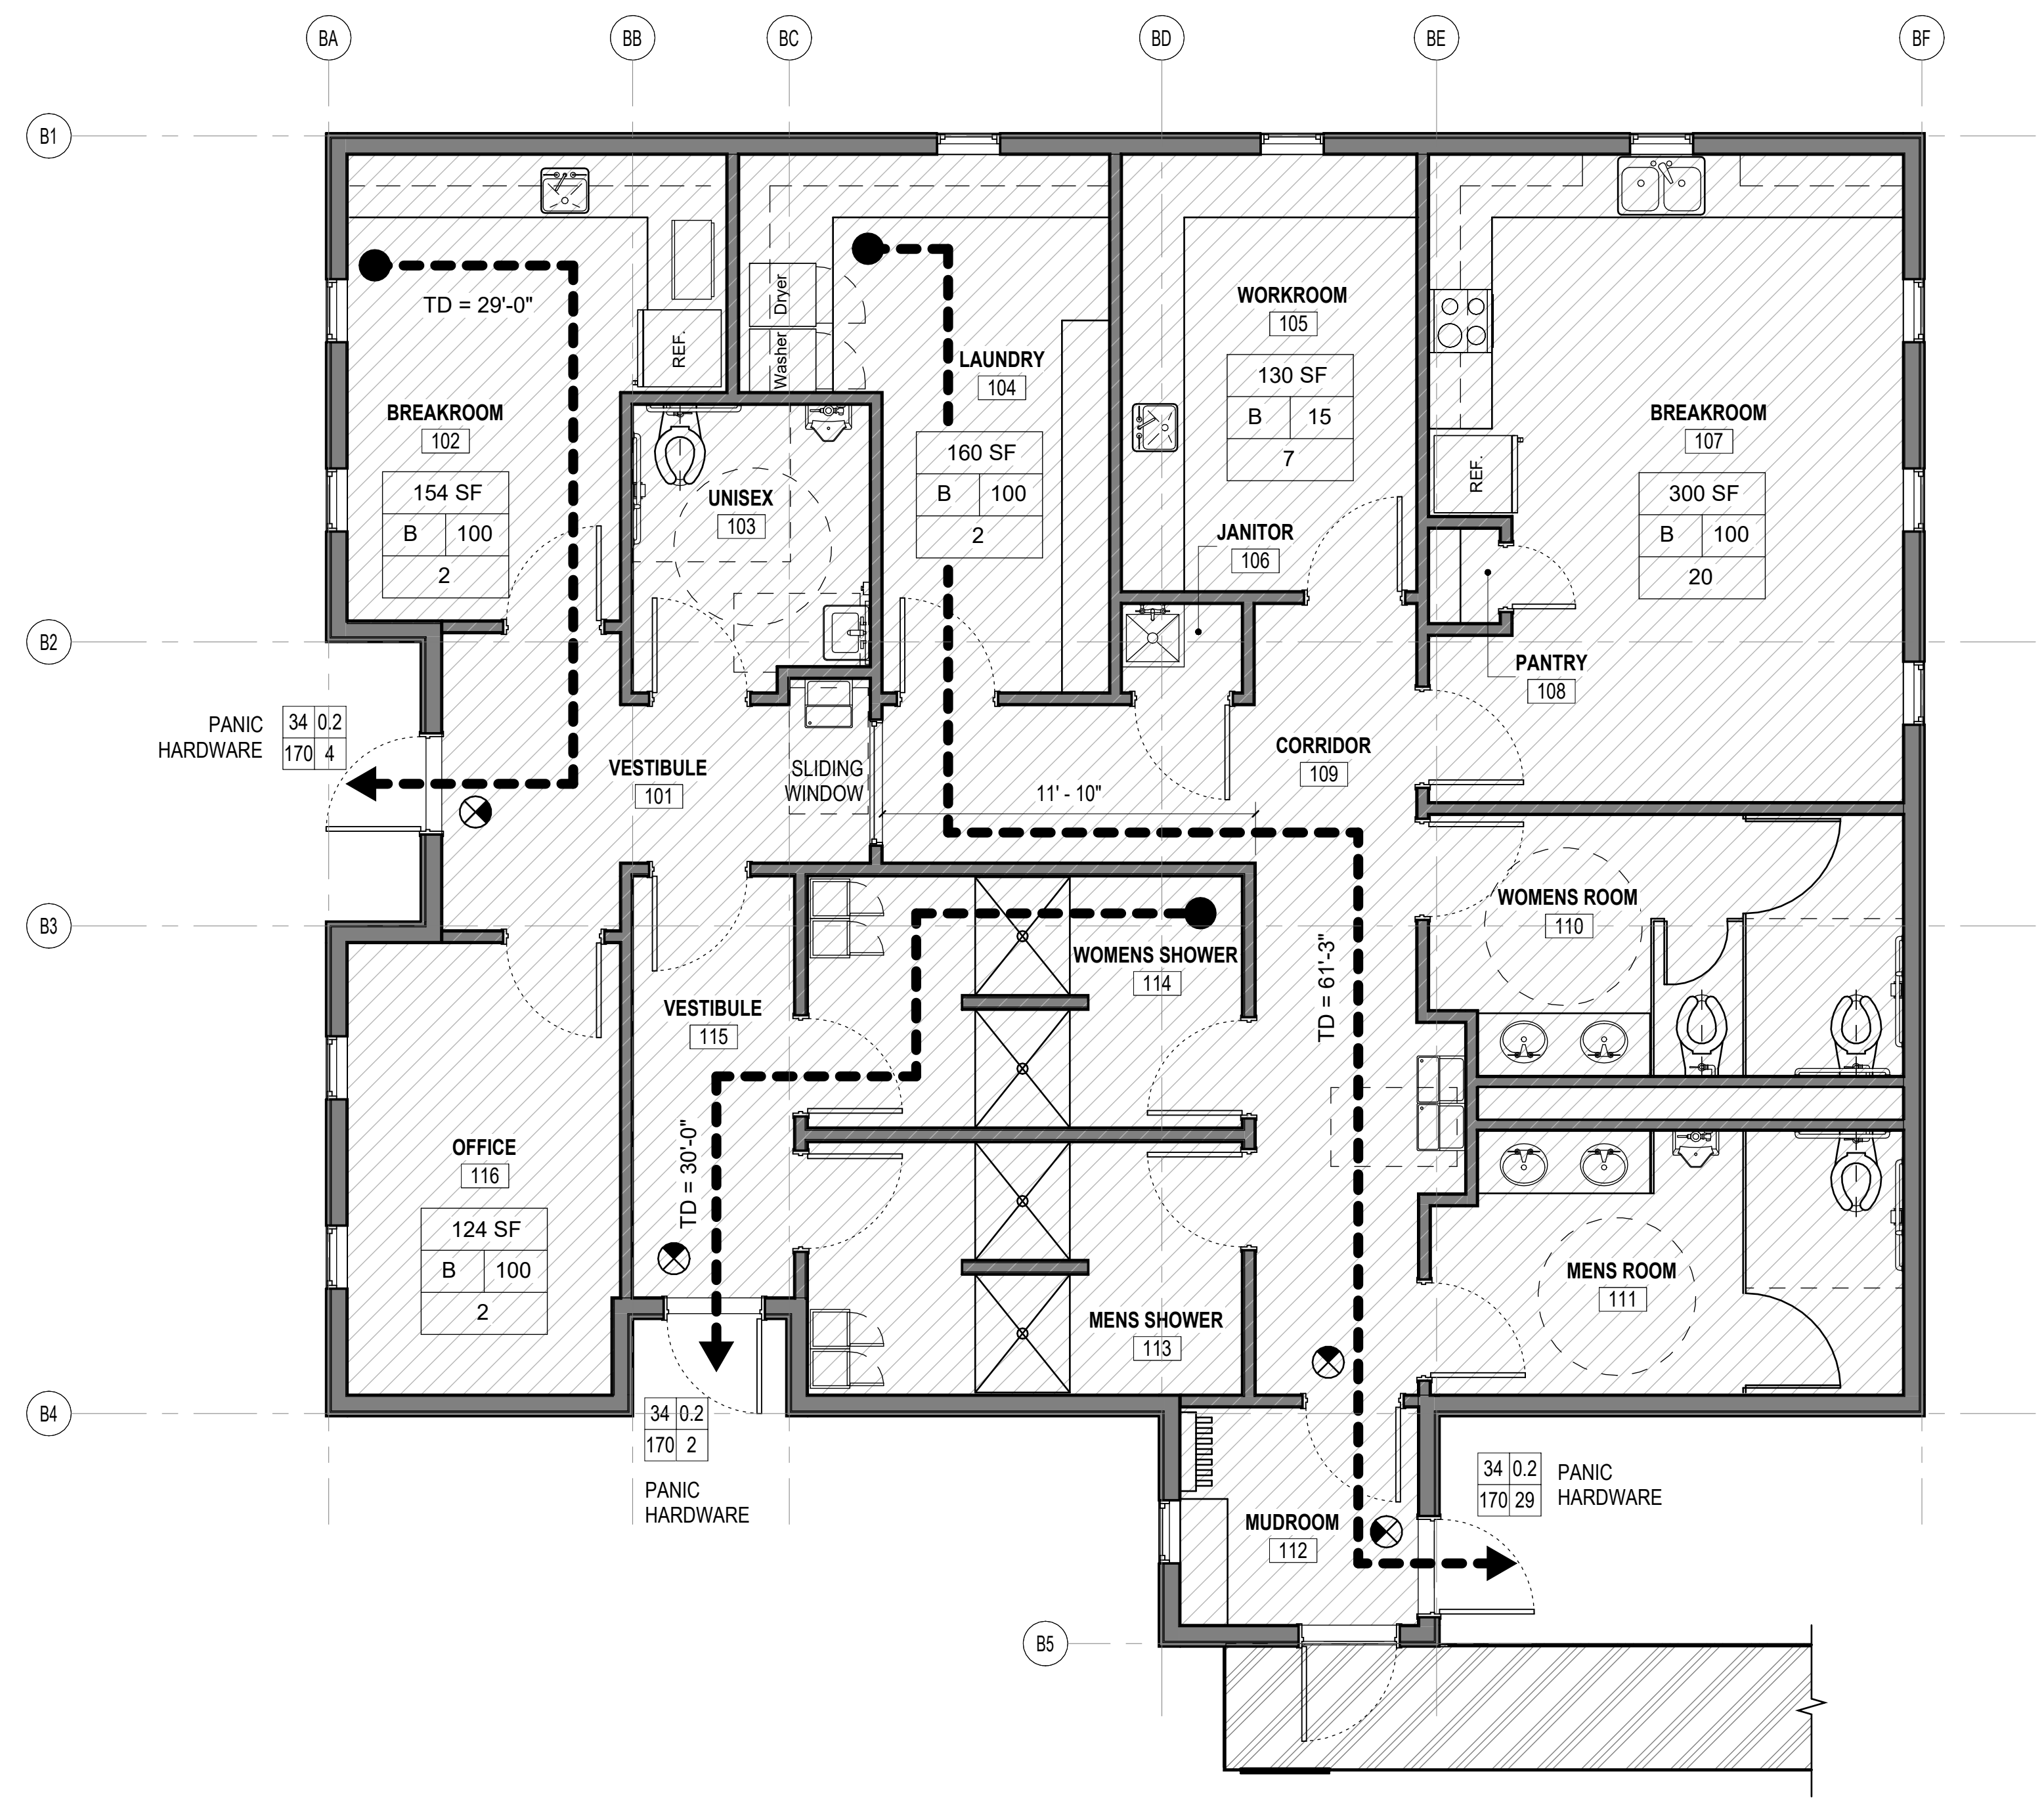 BA
BB
BC
BD
BE
BF
B1
TD = 29'-0"
Dryer
Washer
REF.
BREAKROOM
102
154 SF
B
100
2
LAUNDRY
104
160 SF
B
100
2
WORKROOM
105
130 SF
B
15
7
BREAKROOM
107
300 SF
B
100
20
REF.
UNISEX
103
JANITOR
106
B2
PANTRY
108
PANIC
HARDWARE
34
0.2
170
4
VESTIBULE
101
SLIDING
WINDOW
11' - 10"
CORRIDOR
109
B3
WOMENS ROOM
110
WOMENS SHOWER
114
TD = 61'-3"
VESTIBULE
115
TD = 30'-0"
OFFICE
116
124 SF
B
100
2
MENS SHOWER
113
MENS ROOM
111
B4
34
0.2
170
2
PANIC
HARDWARE
34
0.2
170
29
PANIC
HARDWARE
MUDROOM
112
B5